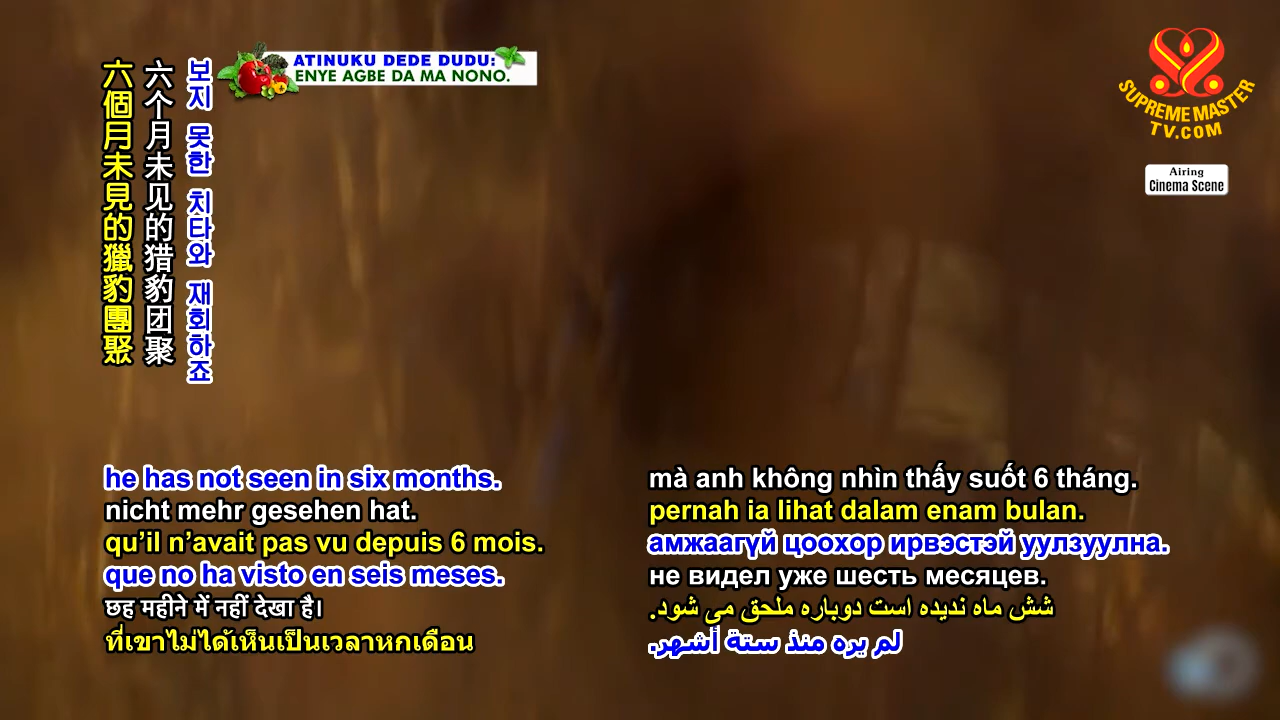 ATINUKU DEDE DUDU:
ENYE AGBE DA MA NONO.
SUPREME MASTER
TV.COM
Airing
Cinema Scene
보지 못한 치타와 재회하죠
六个月未见的猎豹团聚
六個月未見的獵豹團聚
he has not seen in six months.
nicht mehr gesehen hat.
qu’il n’avait pas vu depuis 6 mois.
que no ha visto en seis meses.
छह महीने में नहीं देखा है।
ที่เขาไม่ได้เห็นเป็นเวลาหกเดือน
mà anh không nhìn thấy suốt 6 tháng.
pernah ia lihat dalam enam bulan.
амжаагүй цоохор ирвэстэй уулзуулна.
не видел уже шесть месяцев.
شش ماه ندیده است دوباره ملحق می شود.
لم يره منذ ستة أشهر.